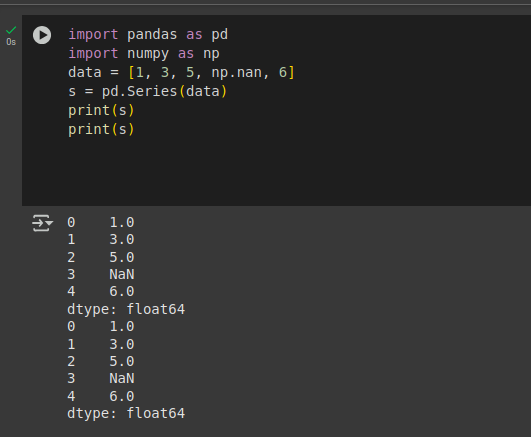 0s
import pandas as pd
import numpy as np
data = [1, 3, 5, np.nan, 6]
s = pd.Series(data)
print(s)
print(s)
0    1.0
1    3.0
2    5.0
3    NaN
4    6.0
dtype: float64
0    1.0
1    3.0
2    5.0
3    NaN
4    6.0
dtype: float64